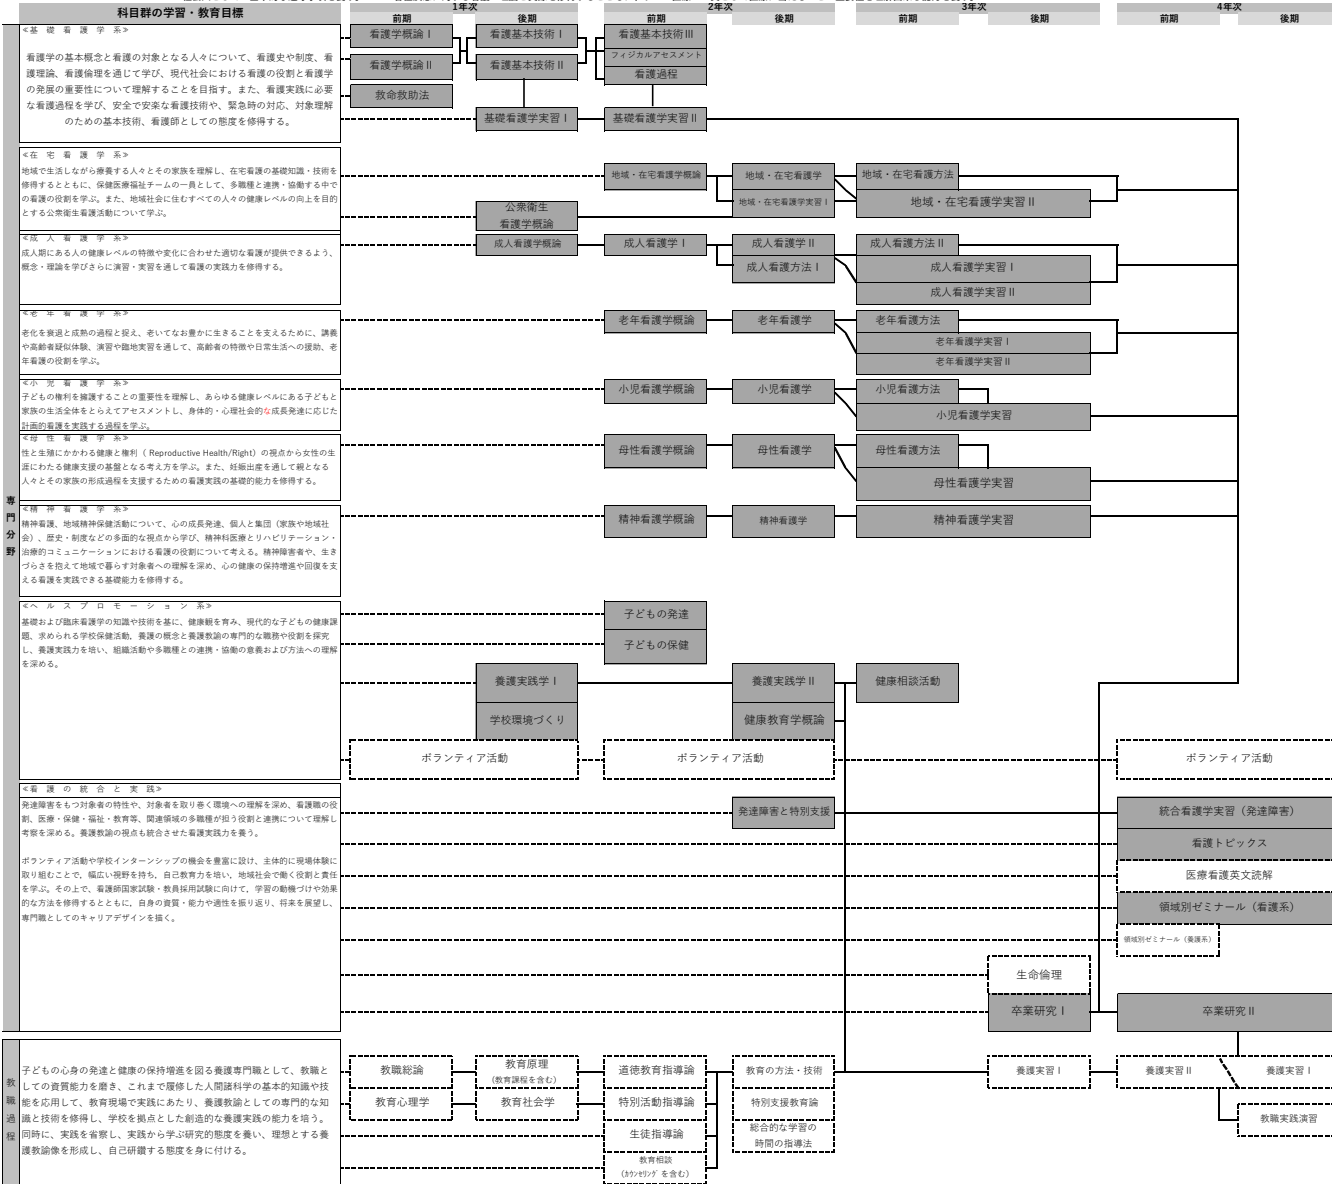 1年次
2年次
3年次
4年次
科目群の学習・教育目標
前期
後期
前期
後期
前期
後期
前期
後期
専門分野
≪基 礎 看 護 学 系≫
看護学の基本概念と看護の対象となる人々について、看護史や制度、看
護理論、看護倫理を通じて学び、現代社会における看護の役割と看護学
の発展の重要性について理解することを目指す。また、看護実践に必要
な看護過程を学び、安全で安楽な看護技術や、緊急時の対応、対象理解
のための基本技術、看護師としての態度を修得する。
看護学概論Ⅰ
看護基本技術Ⅰ
看護基本技術Ⅲ
フィジカルアセスメント
看護学概論Ⅱ
看護基本技術Ⅱ
看護過程
救命救助法
基礎看護学実習Ⅰ
基礎看護学実習Ⅱ
≪在 宅 看 護 学 系≫
地域で生活しながら療養する人々とその家族を理解し、在宅看護の基礎知識・技術を
修得するとともに、保健医療福祉チームの一員として、多職種と連携・協働する中で
の看護の役割を学ぶ。また、地域社会に住むすべての人々の健康レベルの向上を目的
とする公衆衛生看護活動について学ぶ。
地域・在宅看護学概論
地域・在宅看護学
地域・在宅看護方法
地域・在宅看護学実習Ⅰ
地域・在宅看護学実習Ⅱ
公衆衛生
看護学概論
≪成 人 看 護 学 系≫
成人期にある人の健康レベルの特徴や変化に合わせた適切な看護が提供できるよう、
概念・理論を学びさらに演習・実習を通して看護の実践力を修得する。
成人看護学概論
成人看護学Ⅰ
成人看護学Ⅱ
成人看護方法Ⅱ
成人看護方法Ⅰ
成人看護学実習Ⅰ
成人看護学実習Ⅱ
≪老 年 看 護 学 系≫
老化を衰退と成熟の過程と捉え、老いてなお豊かに生きることを支えるために、講義
や高齢者疑似体験、演習や臨地実習を通して、高齢者の特徴や日常生活への援助、老
年看護の役割を学ぶ。
老年看護学概論
老年看護学
老年看護方法
老年看護学実習Ⅰ
老年看護学実習Ⅱ
≪小 児 看 護 学 系≫
子どもの権利を擁護することの重要性を理解し、あらゆる健康レベルにある子どもと
家族の生活全体をとらえてアセスメントし、身体的・心理社会的な成長発達に応じた
計画的看護を実践する過程を学ぶ。
小児看護学概論
小児看護学
小児看護方法
小児看護学実習
≪母 性 看 護 学 系≫
性と生殖にかかわる健康と権利（ Reproductive Health/Right）の視点から女性の生
涯にわたる健康支援の基盤となる考え方を学ぶ。また、妊娠出産を通して親となる
人々とその家族の形成過程を支援するための看護実践の基礎的能力を修得する。
母性看護学概論
母性看護学
母性看護方法
母性看護学実習
≪精 神 看 護 学 系≫
精神看護、地域精神保健活動について、心の成長発達、個人と集団（家族や地域社
会）、歴史・制度などの多面的な視点から学び、精神科医療とリハビリテーション・
治療的コミュニケーションにおける看護の役割について考える。精神障害者や、生き
づらさを抱えて地域で暮らす対象者への理解を深め、心の健康の保持増進や回復を支
える看護を実践できる基礎能力を修得する。
精神看護学概論
精神看護学
精神看護学実習
≪ヘ ル ス プ ロ モ ー シ ョ ン 系≫
基礎および臨床看護学の知識や技術を基に、健康観を育み、現代的な子どもの健康課
題、求められる学校保健活動、養護の概念と養護教諭の専門的な職務や役割を探究
し、養護実践力を培い、組織活動や多職種との連携・協働の意義および方法への理解
を深める。
子どもの発達
子どもの保健
養護実践学Ⅰ
養護実践学Ⅱ
健康相談活動
学校環境づくり
健康教育学概論
ボランティア活動
ボランティア活動
ボランティア活動
≪看 護 の 統 合 と 実 践≫
発達障害をもつ対象者の特性や、対象者を取り巻く環境への理解を深め、看護職の役
割、医療・保健・福祉・教育等、関連領域の多職種が担う役割と連携について理解し
考察を深める。養護教諭の視点も統合させた看護実践力を養う。
ボランティア活動や学校インターンシップの機会を豊富に設け、主体的に現場体験に
取り組むことで、幅広い視野を持ち、自己教育力を培い、地域社会で働く役割と責任
を学ぶ。その上で、看護師国家試験・教員採用試験に向けて、学習の動機づけや効果
的な方法を修得するとともに、自身の資質・能力や適性を振り返り、将来を展望し、
専門職としてのキャリアデザインを描く。
発達障害と特別支援
統合看護学実習（発達障害）
看護トピックス
医療看護英文読解
領域別ゼミナール（看護系）
領域別ゼミナール（養護系）
生命倫理
卒業研究Ⅰ
卒業研究Ⅱ
教職過程
子どもの心身の発達と健康の保持増進を図る養護専門職として、教職と
しての資質能力を磨き、これまで履修した人間諸科学の基本的知識や技
能を応用して、教育現場で実践にあたり、養護教諭としての専門的な知
識と技術を修得し、学校を拠点とした創造的な養護実践の能力を培う。
同時に、実践を省察し、実践から学ぶ研究的態度を養い、理想とする養
護教諭像を形成し、自己研鑽する態度を身に付ける。
教職総論
教育原理
(教育課程を含む)
道徳教育指導論
教育の方法・技術
養護実習Ⅰ
養護実習Ⅱ
養護実習Ⅰ
教育心理学
教育社会学
特別活動指導論
特別支援教育論
教職実践演習
生徒指導論
総合的な学習の
時間の指導法
教育相談
(ｶｳﾝｾﾘﾝｸﾞを含む)